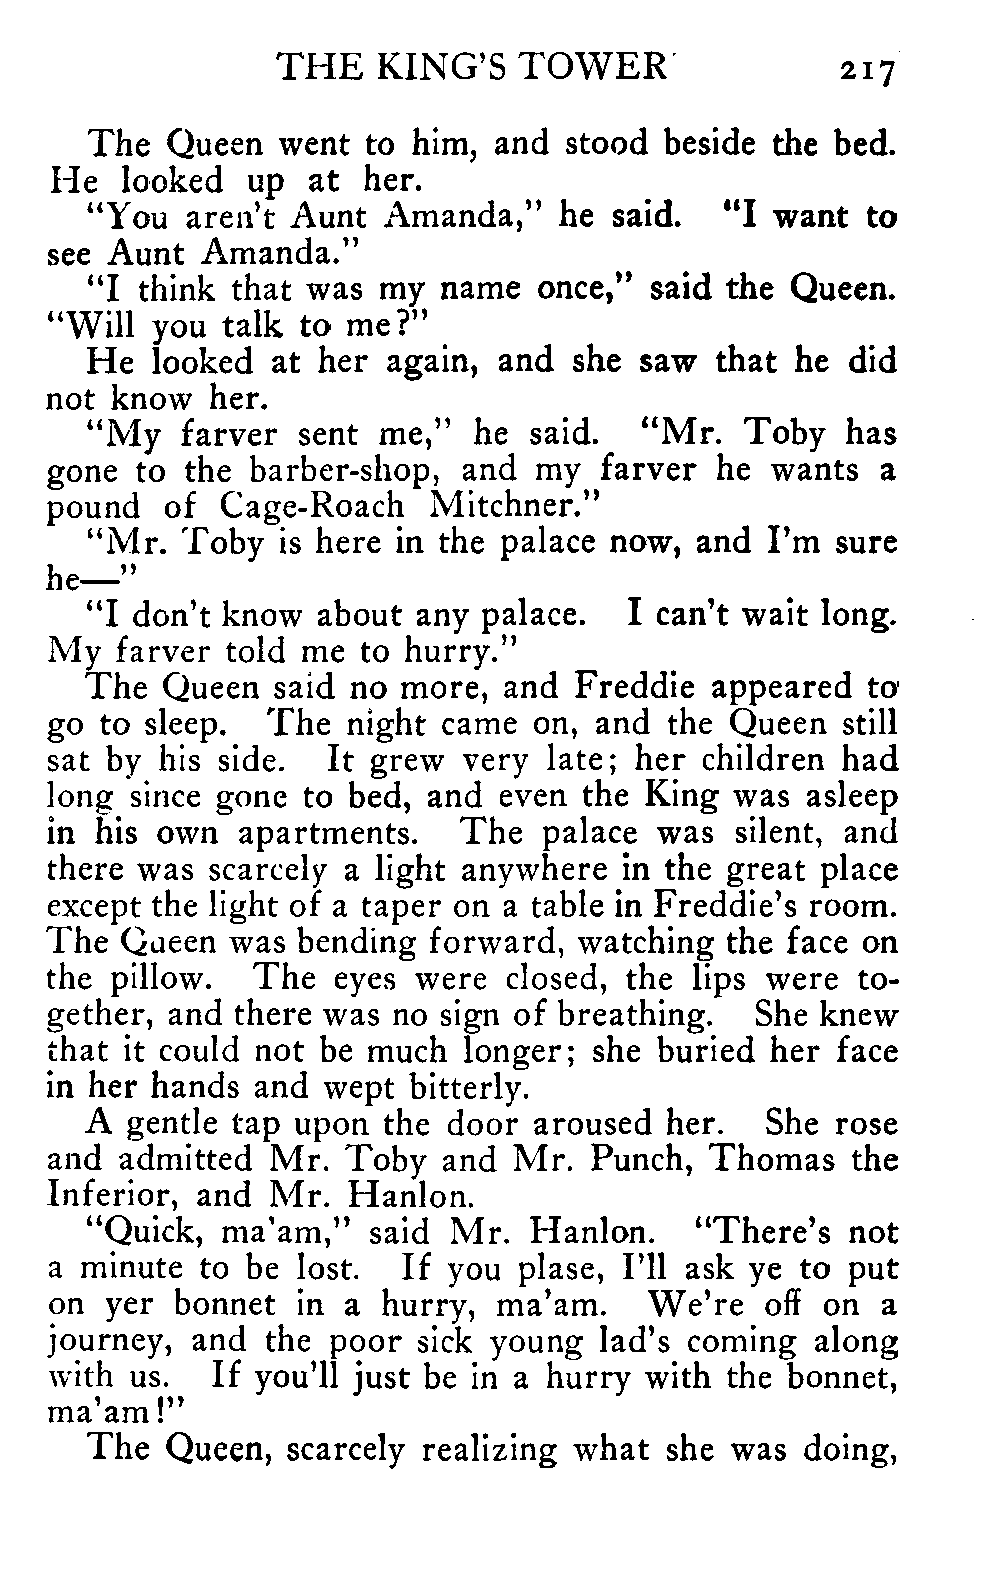 THE KING'S TOWER 217
The Queen went to him, and stood beside the bed.
He looked up at her.
"You aren't Aunt Amanda," he said. "I want to
see Aunt Amanda."
"I think that was my name once," said the Queen.
"Will you talk to me?"
He looked at her again, and she saw that he did
not know her.
"My farver sent me," he said. "Mr. Toby has
gone to the barber-shop, and my farver he wants a
pound of Cage-Roach Mitchner."
"Mr. Toby is here in the palace now, and I'm sure
he—"
"I don't know about any palace. I can't wait long.
My farver told me to hurry."
The Queen said no more, and Freddie appeared to
go to sleep. The night came on, and the Queen still
sat by his side. It grew very late; her children had
long since gone to bed, and even the King was asleep
in his own apartments. The palace was silent, and
there was scarcely a light anywhere in the great place
except the light of a taper on a table in Freddie's room.
The Queen was bending forward, watching the face on
the pillow. The eyes were closed, the lips were to-
gether, and there was no sign of breathing. She knew
that it could not be much longer; she buried her face
in her hands and wept bitterly.
A gentle tap upon the door aroused her. She rose
and admitted Mr. Toby and Mr. Punch, Thomas the
Inferior, and Mr. Hanlon.
"Quick, ma'am," said Mr. Hanlon. "There's not
a minute to be lost. If you plase, I'll ask ye to put
on yer bonnet in a hurry, ma'am. We're off on a
journey, and the poor sick young lad's coming along
with us. If you'll just be in a hurry with the bonnet,
ma'am!"
The Queen, scarcely realizing what she was doing,